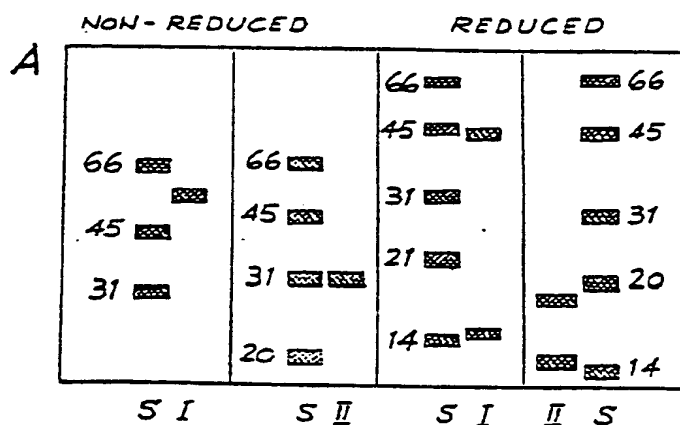 NON-REDUCED REDUCED
A
66 66 66 66
45 45 45 45
31 31 31 31
20 21 20
14 14
S I S II S I II S